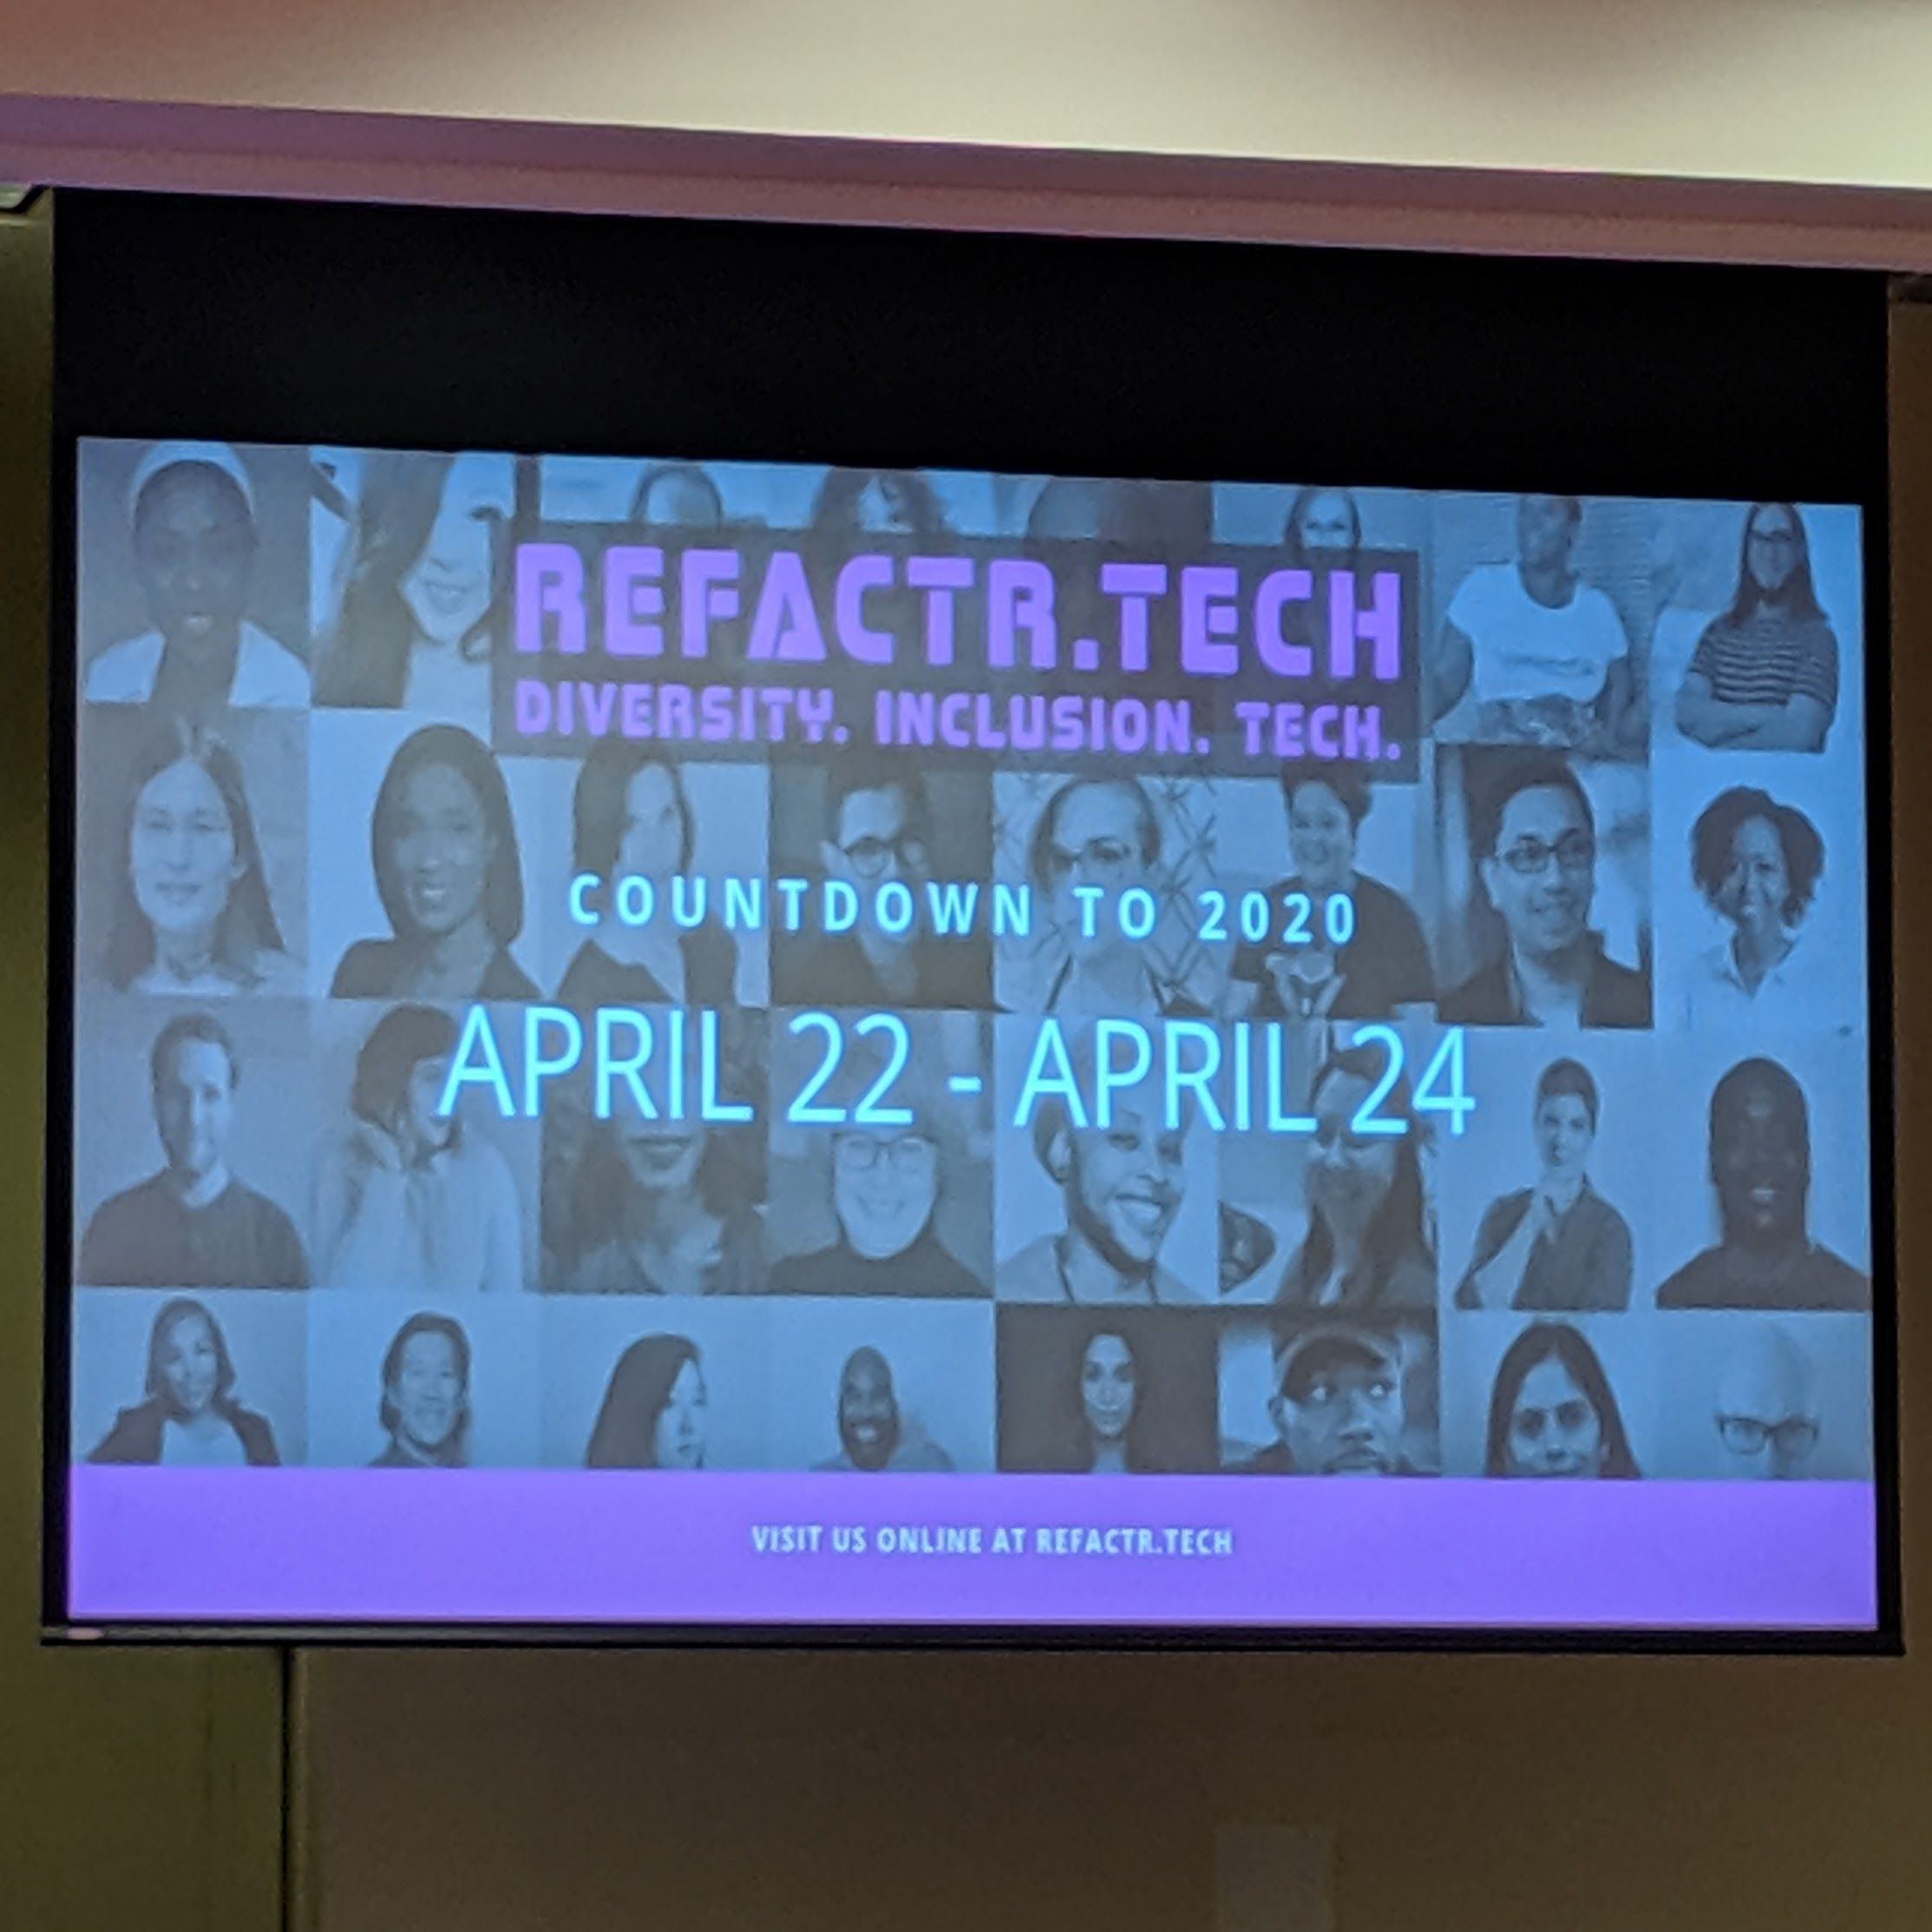 REFACTR.TECH
DIVERSITY. INCLUSION. TECH.
COUNTDOWN TO 2020
APRIL 22 - APRIL 24
VISIT US ONLINE AT REFACTR.TECH